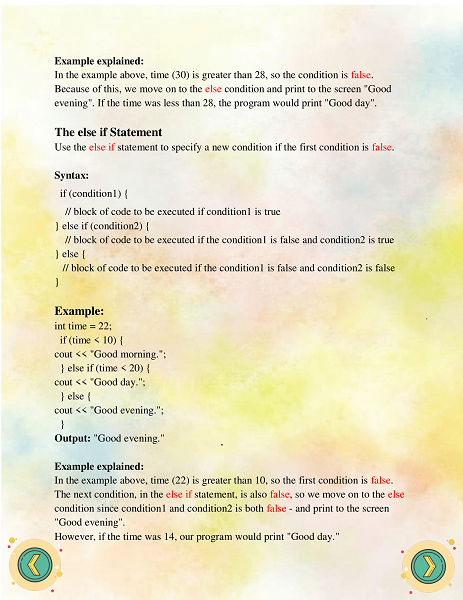 Example explained:
In the example above, time (30) is greater than 28, so the condition is false.
Because of this, we move on to the else condition and print to the screen "Good
evening". If the time was less than 28, the program would print "Good day".
The else if Statement
Use the else if statement to specify a new condition if the first condition is false.
Syntax:
if (condition1) {
// block of code to be executed if condition1 is true
} else if (condition2) {
// block of code to be executed if the condition1 is false and condition2 is true
} else {
// block of code to be executed if the condition1 is false and condition2 is false
}
Example:
int time = 22;
if (time < 10) {
cout << "Good morning.";
} else if (time < 20) {
cout << "Good day.";
} else {
cout << "Good evening.";
}
Output: "Good evening."
Example explained:
In the example above, time (22) is greater than 10, so the first condition is false.
The next condition, in the else if statement, is also false, so we move on to the else
condition since condition1 and condition2 is both false - and print to the screen
"Good evening".
However, if the time was 14, our program would print "Good day."